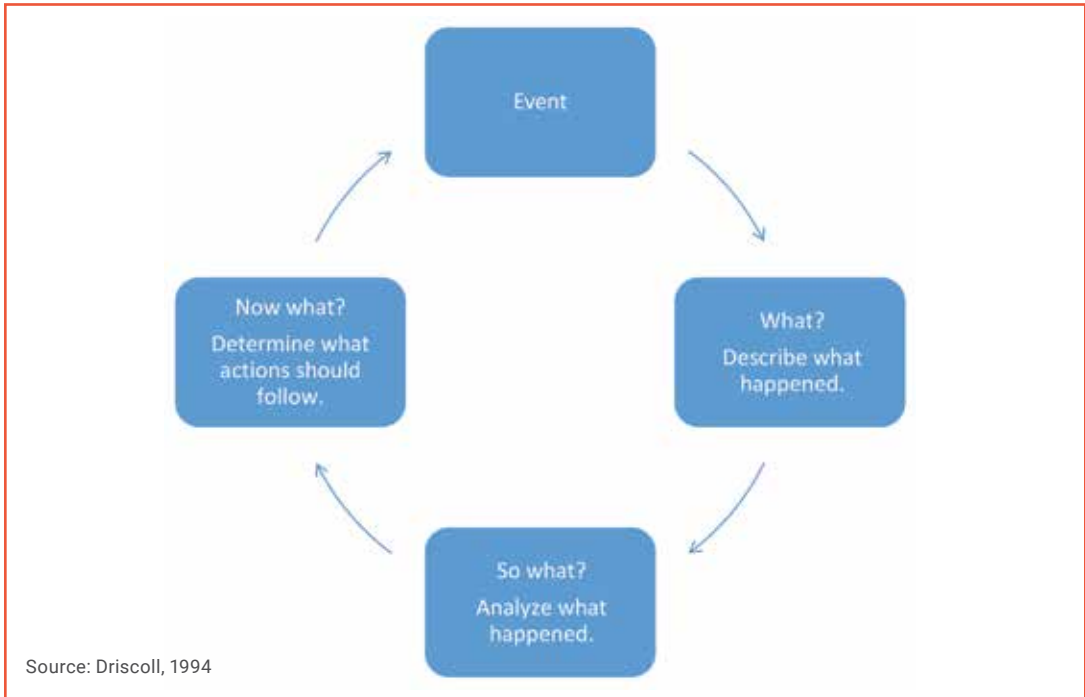 Event
What?
Describe what
happened.
So what?
Analyze what
happened.
Now what?
Determine what
actions should
follow.
Source: Driscoll, 1994